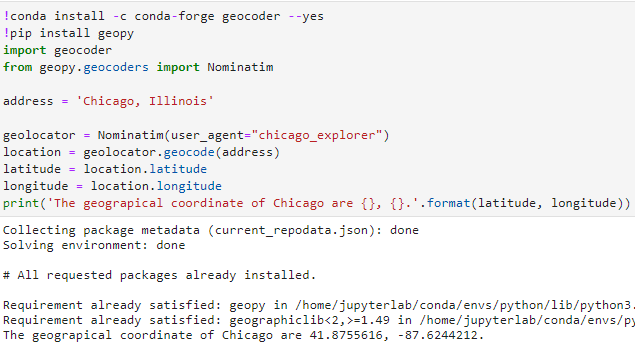 !conda install -c conda-forge geocoder --yes
!pip install geopy
import geocoder
from geopy.geocoders import Nominatim
address = 'Chicago, Illinois'
geolocator = Nominatim(user_agent="chicago_explorer")
location = geolocator.geocode(address)
latitude = location.latitude
longitude = location.longitude
print('The geograpical coordinate of Chicago are {}, {}.'.format(latitude, longitude))
Collecting package metadata (current_repodata.json): done
Solving environment: done
# All requested packages already installed.
Requirement already satisfied: geopy in /home/jupyterlab/conda/envs/python/lib/python3.
Requirement already satisfied: geographiclib<2,>=1.49 in /home/jupyterlab/conda/envs/py
The geograpical coordinate of Chicago are 41.8755616, -87.6244212.